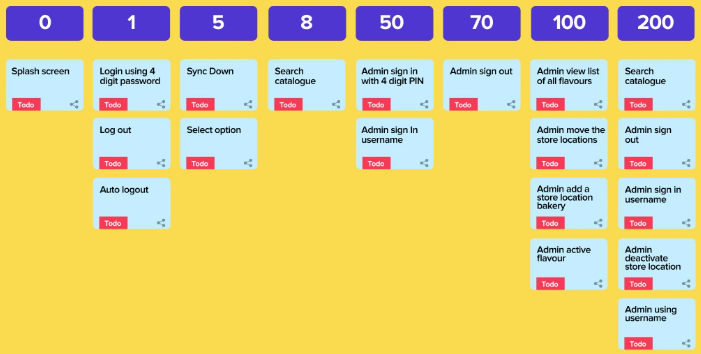 0
1
5
8
50
70
100
200
Splash screen
Todo
Login using 4
digit password
Todo
Sync Down
Todo
Search
catalogue
Todo
Admin sign in
with 4 digit PIN
Todo
Admin sign out
Todo
Admin view list
of all flavours
Todo
Search
catalogue
Todo
Log out
Todo
Select option
Todo
Admin sign In
username
Todo
Admin move the
store locations
Todo
Admin sign
out
Todo
Auto logout
Todo
Admin add a
store location
bakery
Todo
Admin sign in
username
Todo
Admin active
flavour
Todo
Admin
deactivate
store location
Todo
Admin using
username
Todo